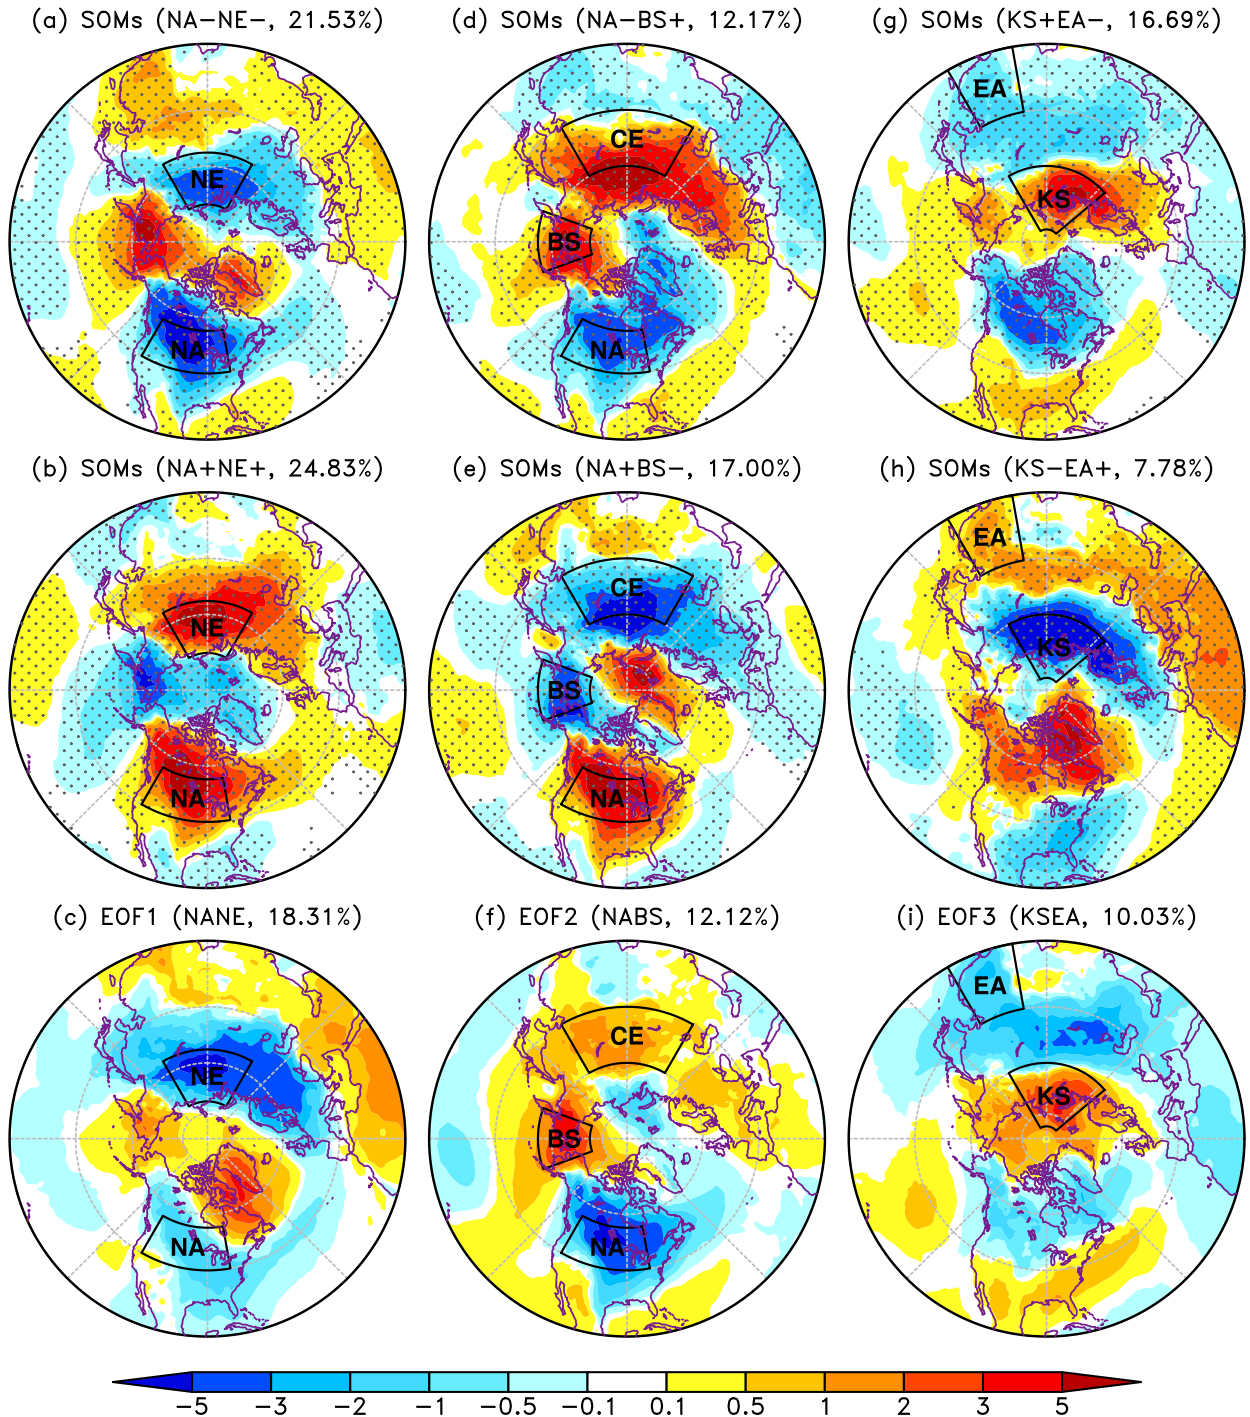 (a) SOMs (NA−NE−, 21.53%)
(d) SOMs (NA−BS+, 12.17%)
(g) SOMs (KS+EA−, 16.69%)
NE
NA
CE
BS
NA
EA
KS
(b) SOMs (NA+NE+, 24.83%)
(e) SOMs (NA+BS−, 17.00%)
(h) SOMs (KS−EA+, 7.78%)
NE
NA
CE
BS
NA
EA
KS
(c) EOF1 (NANE, 18.31%)
(f) EOF2 (NABS, 12.12%)
(i) EOF3 (KSEA, 10.03%)
NE
NA
CE
BS
NA
EA
KS
−5 −3 −2 −1 −0.5 −0.1 0.1 0.5 1 2 3 5